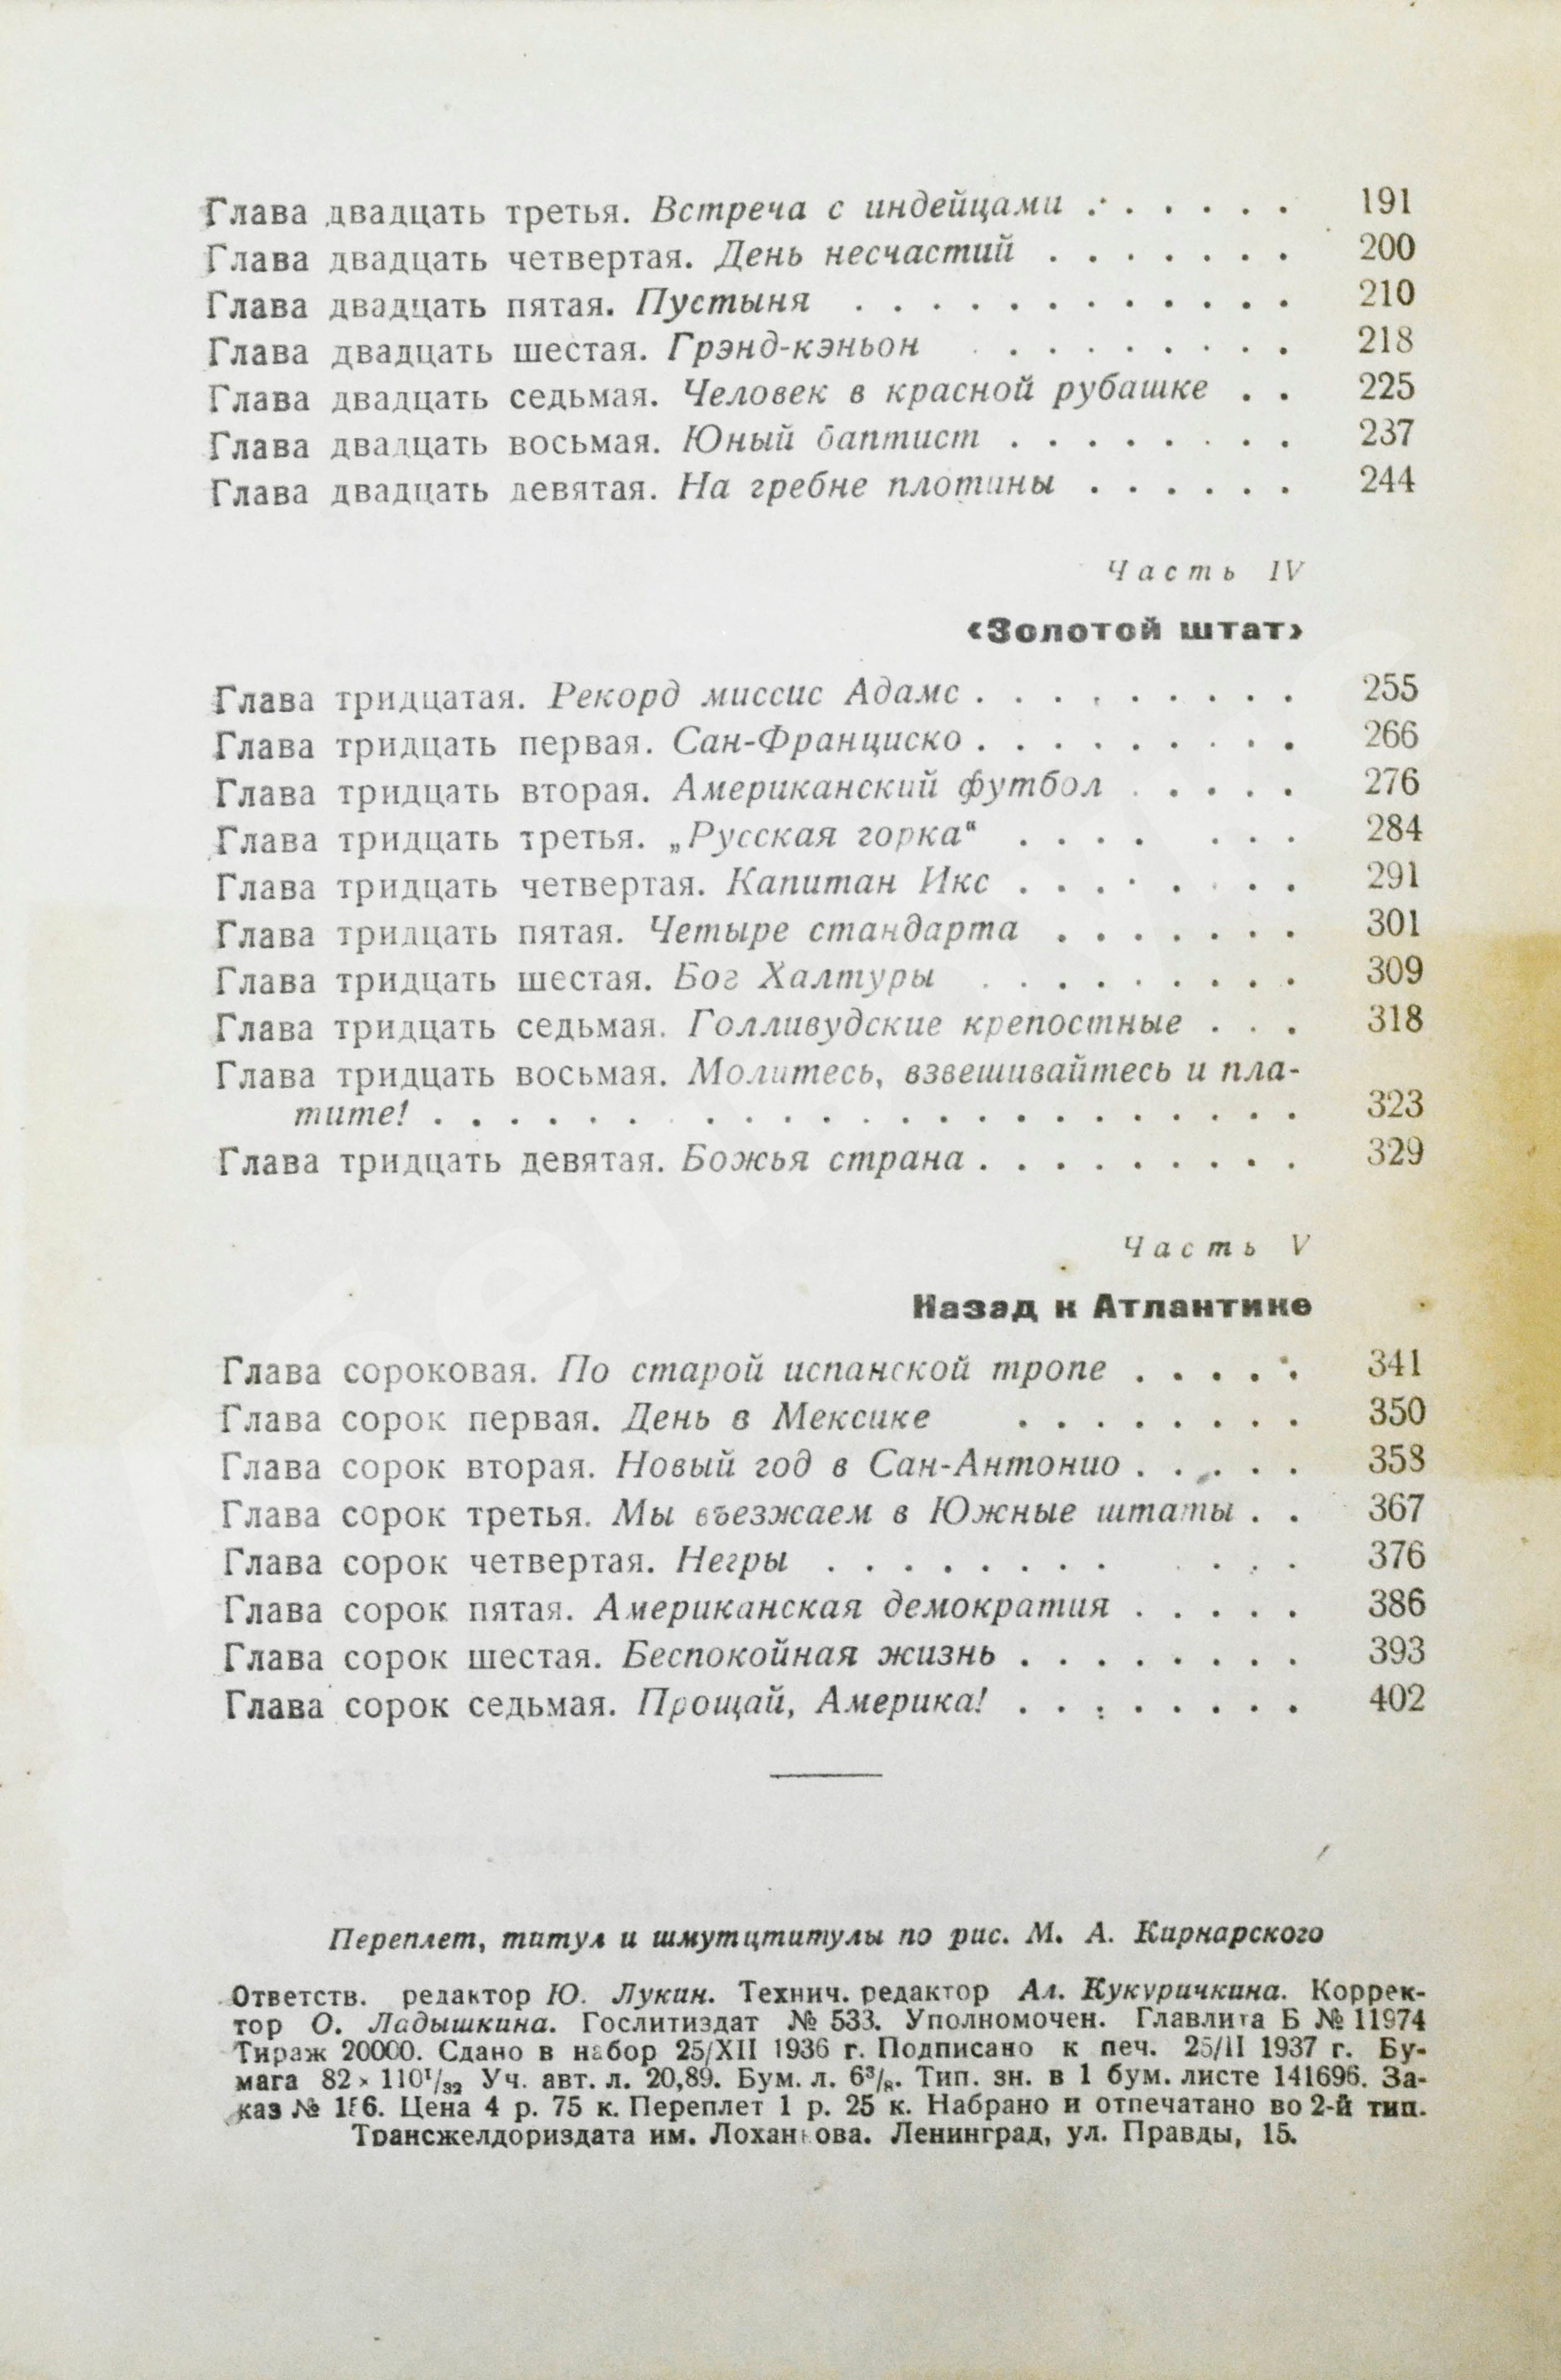 Глава двадцать третья. Встреча с индейцами . . . . . . 191
Глава двадцать четвертая. День несчастий . . . . . . . 200
Глава двадцать пятая. Пустыня . . . . . . . . . . . . 210
Глава двадцать шестая. Грэнд-кэньон . . . . . . . . . 218
Глава двадцать седьмая. Человек в красной рубашке . . 225
Глава двадцать восьмая. Юный баптист . . . . . . . . 237
Глава двадцать девятая. На гребне плотины . . . . . . 244
Часть IV
«Золотой штат»
Глава тридцатая. Рекорд миссис Адамс . . . . . . . . . 255
Глава тридцать первая. Сан-Франциско . . . . . . . . . 266
Глава тридцать вторая. Американский футбол . . . . . 276
Глава тридцать третья. „Русская горка“ . . . . . . . 284
Глава тридцать четвертая. Капитан Икс . . . . . . . . 291
Глава тридцать пятая. Четыре стандарта . . . . . . . 301
Глава тридцать шестая. Бог Халтуры . . . . . . . . . 309
Глава тридцать седьмая. Голливудские крепостные . . . 318
Глава тридцать восьмая. Молитесь, взвешивайтесь и пла-
тите! . . . . . . . . . . . . . . . . . . . . . . 323
Глава тридцать девятая. Божья страна . . . . . . . . . 329
Часть V
Назад к Атлантике
Глава сороковая. По старой испанской тропе . . . . . 341
Глава сорок первая. День в Мексике . . . . . . . . 350
Глава сорок вторая. Новый год в Сан-Антонио . . . . . 358
Глава сорок третья. Мы въезжаем в Южные штаты . . 367
Глава сорок четвертая. Негры . . . . . . . . . . . 376
Глава сорок пятая. Американская демократия . . . . . 386
Глава сорок шестая. Беспокойная жизнь . . . . . . . . 393
Глава сорок седьмая. Прощай, Америка! . . . . . . . . 402
Переплет, титул и шмутцтитулы по рис. М. А. Кирнарского
Ответств. редактор Ю. Лукин. Технич. редактор Ал. Кукуричкина. Коррек-
тор О. Ладышкина. Гослитиздат № 533. Уполномочен. Главлита Б № 11974
Тираж 20000. Сдано в набор 25/XII 1936 г. Подписано к печ. 25/II 1937 г. Бу-
мага 82×110¹/₃₂ Уч. авт. л. 20,89. Бум. л. 6³/₈. Тип. зн. в 1 бум. листе 141696. За-
каз № Цена 4 р. 75 к. Переплет 1 р. 25 к. Набрано и отпечатано во 2-й тип.
Трансжелдориздата им. Лоханкова. Ленинград, ул. Правды, 15.